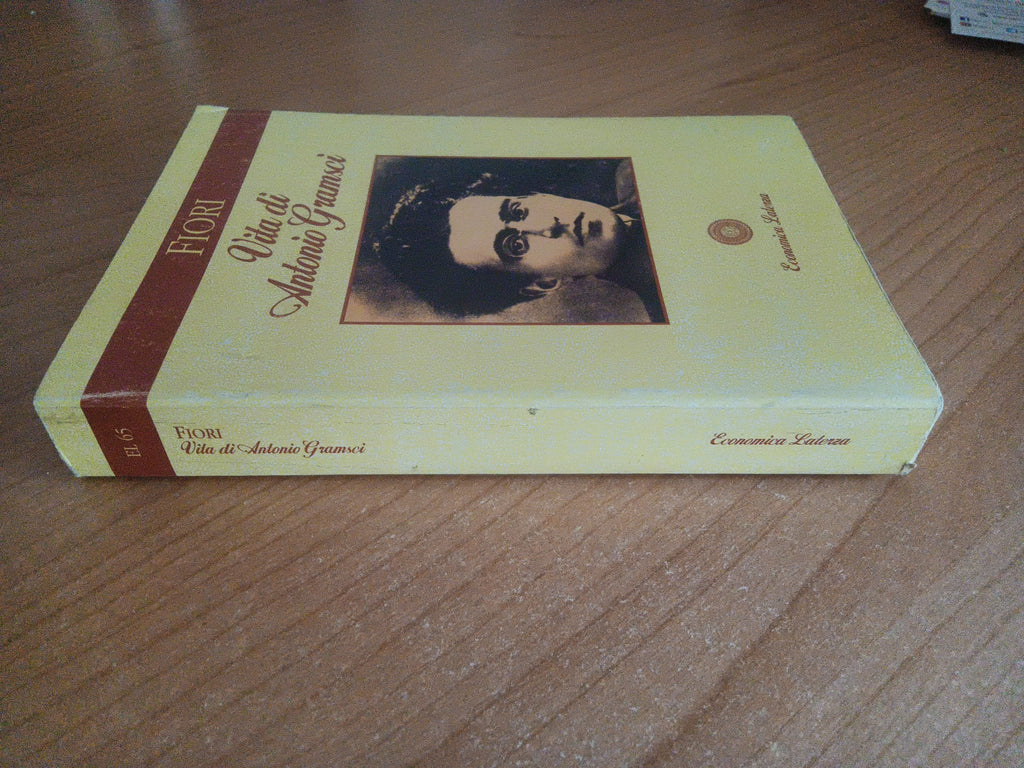 FIORI
Vita di
Antonio Gramsci
Economica Laterza
EL 65
FIORI
Vita di Antonio Gramsci
Economica Laterza